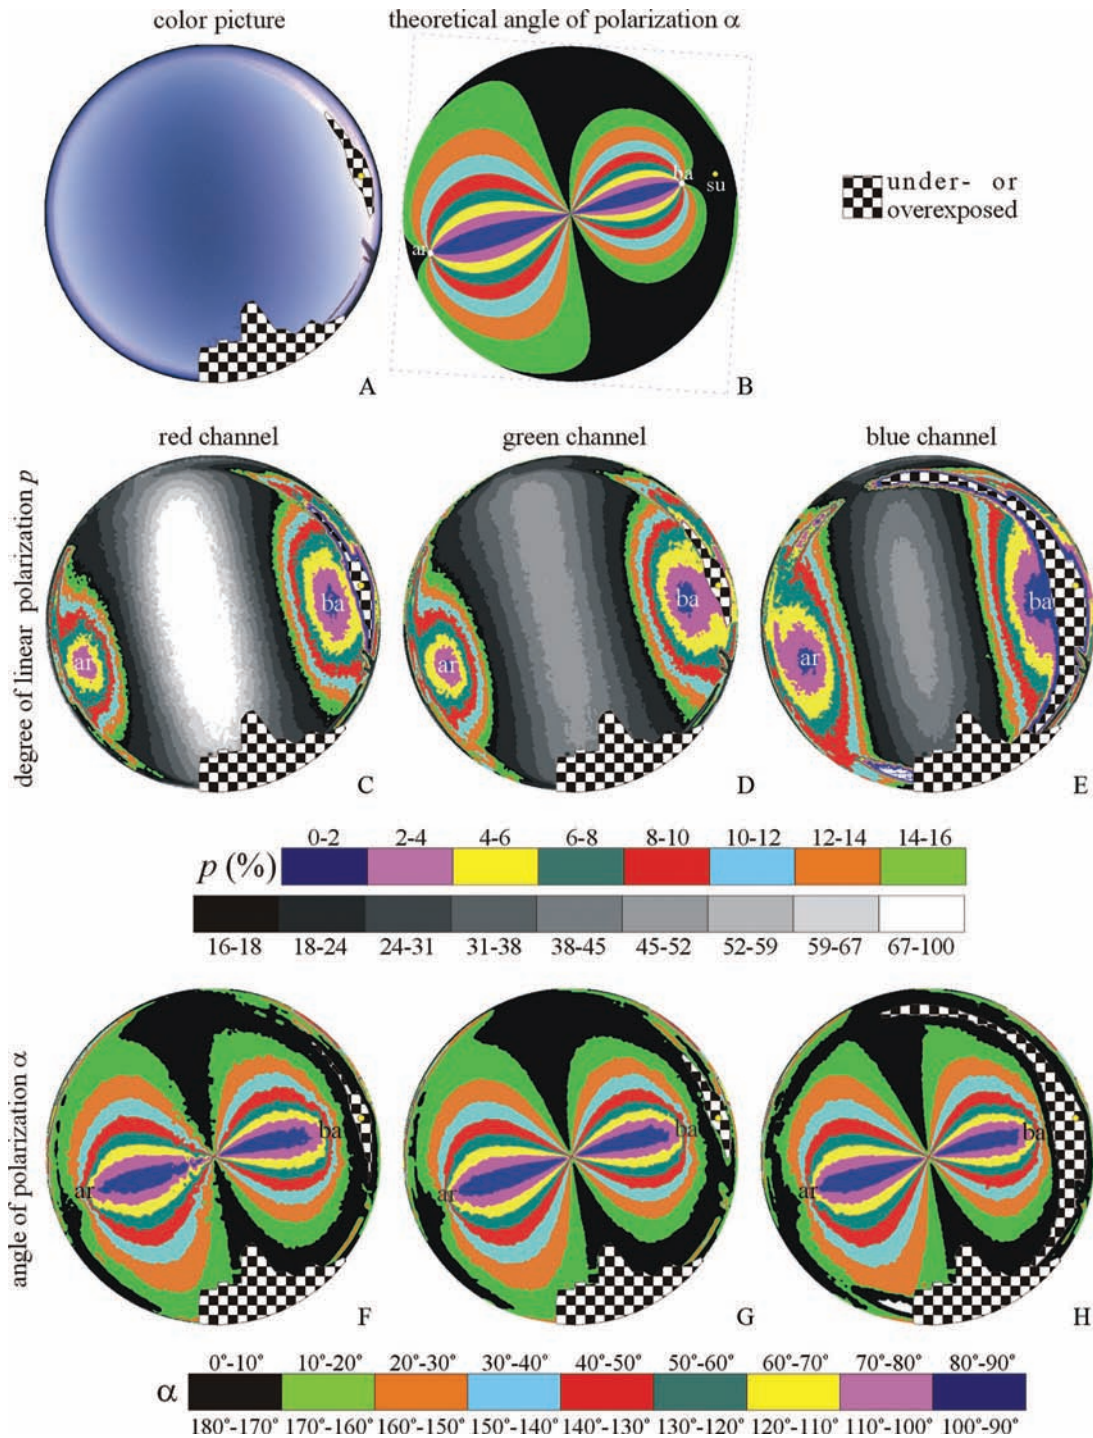 color picture
theoretical angle of polarization α
ba
su
ar
under- or
overexposed
A
B
red channel
green channel
blue channel
degree of linear polarization p
ba
ar
C
ba
ar
D
ba
ar
E
0-2 2-4 4-6 6-8 8-10 10-12 12-14 14-16
p (%)
16-18 18-24 24-31 31-38 38-45 45-52 52-59 59-67 67-100
angle of polarization α
ba
ar
F
ba
ar
G
ba
ar
H
0°-10° 10°-20° 20°-30° 30°-40° 40°-50° 50°-60° 60°-70° 70°-80° 80°-90°
α
180°-170° 170°-160° 160°-150° 150°-140° 140°-130° 130°-120° 120°-110° 110°-100° 100°-90°